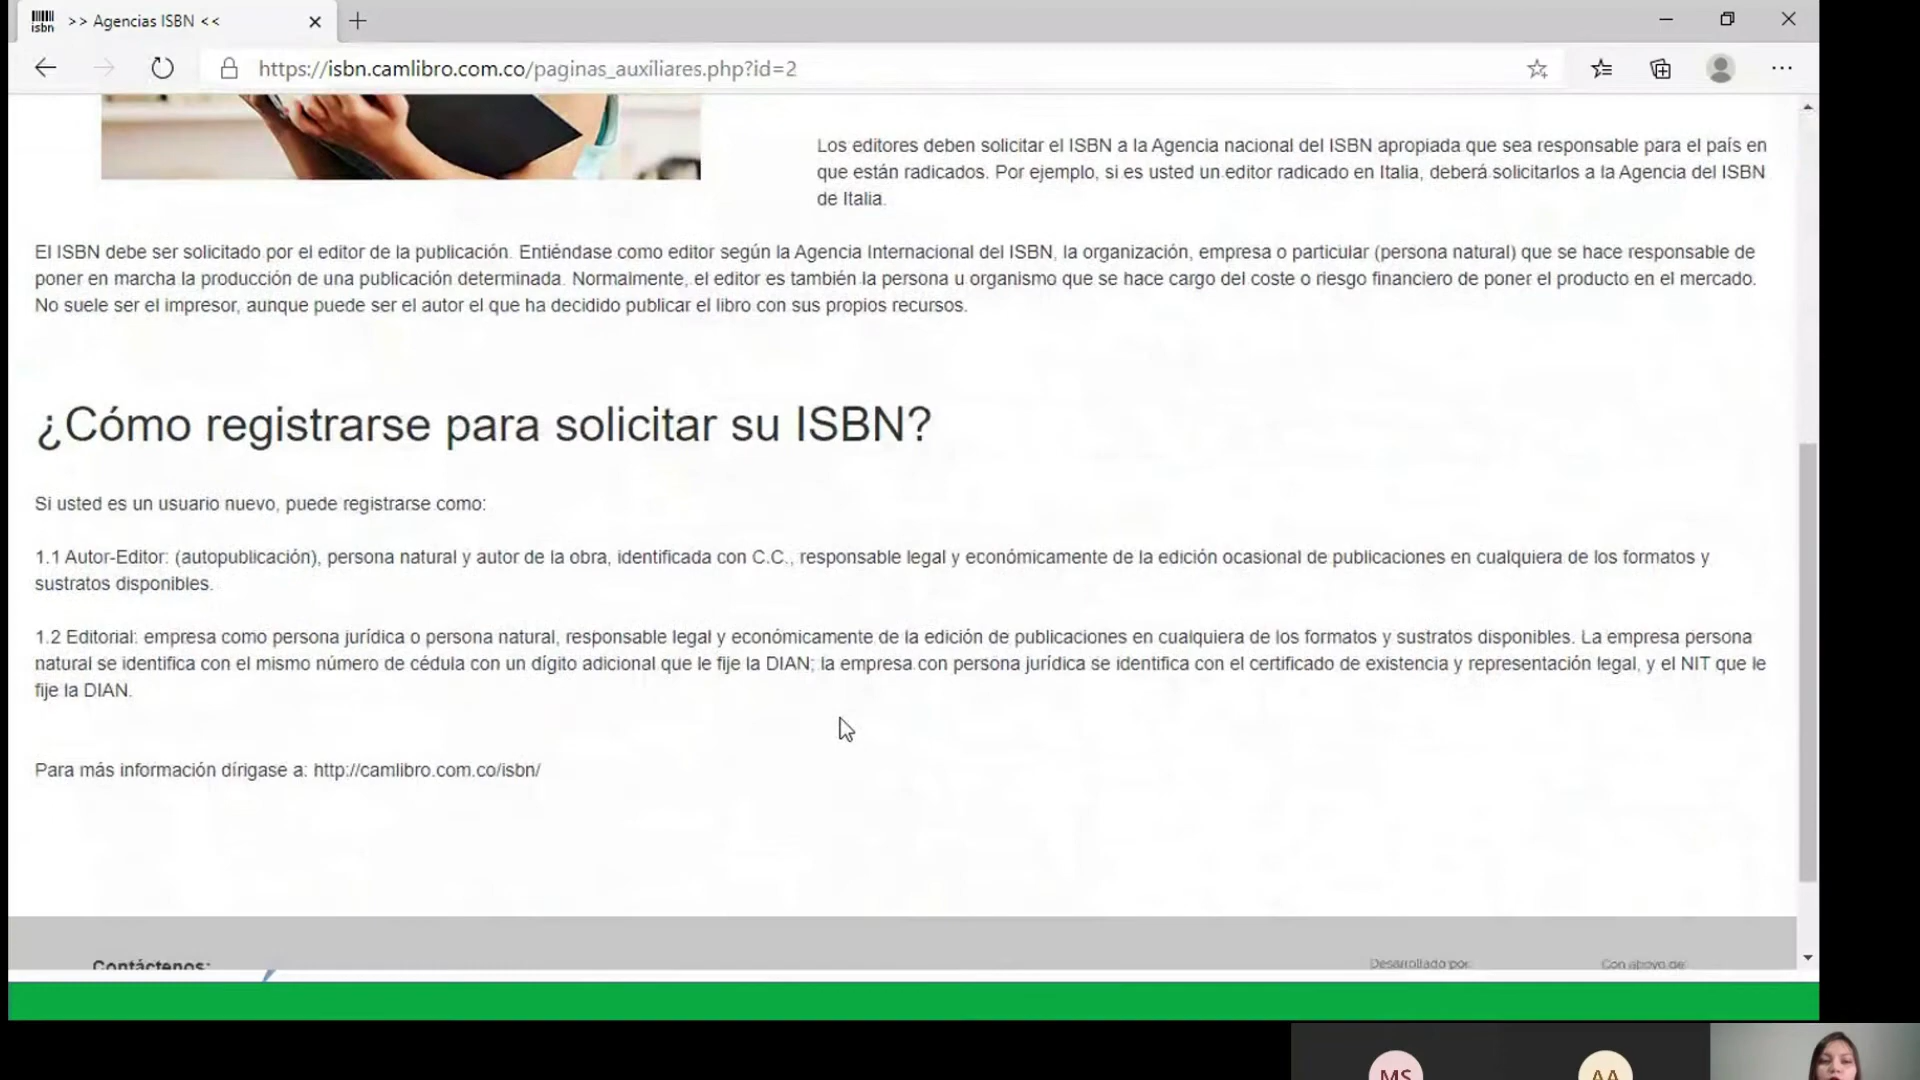 isbn
>> Agencias ISBN <<
https://isbn.camlibro.com.co/paginas_auxiliares.php?id=2
Los editores deben solicitar el ISBN a la Agencia nacional del ISBN apropiada que sea responsable para el país en
que están radicados. Por ejemplo, si es usted un editor radicado en Italia, deberá solicitarlos a la Agencia del ISBN
de Italia.
El ISBN debe ser solicitado por el editor de la publicación. Entiéndase como editor según la Agencia Internacional del ISBN, la organización, empresa o particular (persona natural) que se hace responsable de
poner en marcha la producción de una publicación determinada. Normalmente, el editor es también la persona u organismo que se hace cargo del coste o riesgo financiero de poner el producto en el mercado.
No suele ser el impresor, aunque puede ser el autor el que ha decidido publicar el libro con sus propios recursos.
¿Cómo registrarse para solicitar su ISBN?
Si usted es un usuario nuevo, puede registrarse como:
1.1 Autor-Editor: (autopublicación), persona natural y autor de la obra, identificada con C.C., responsable legal y económicamente de la edición ocasional de publicaciones en cualquiera de los formatos y
sustratos disponibles.
1.2 Editorial: empresa como persona jurídica o persona natural, responsable legal y económicamente de la edición de publicaciones en cualquiera de los formatos y sustratos disponibles. La empresa persona
natural se identifica con el mismo número de cédula con un dígito adicional que le fije la DIAN; la empresa con persona jurídica se identifica con el certificado de existencia y representación legal, y el NIT que le
fije la DIAN.
Para más información dírigase a: http://camlibro.com.co/isbn/
Contáctenos:
Desarrollado por:
Con apoyo de:
MS
AA